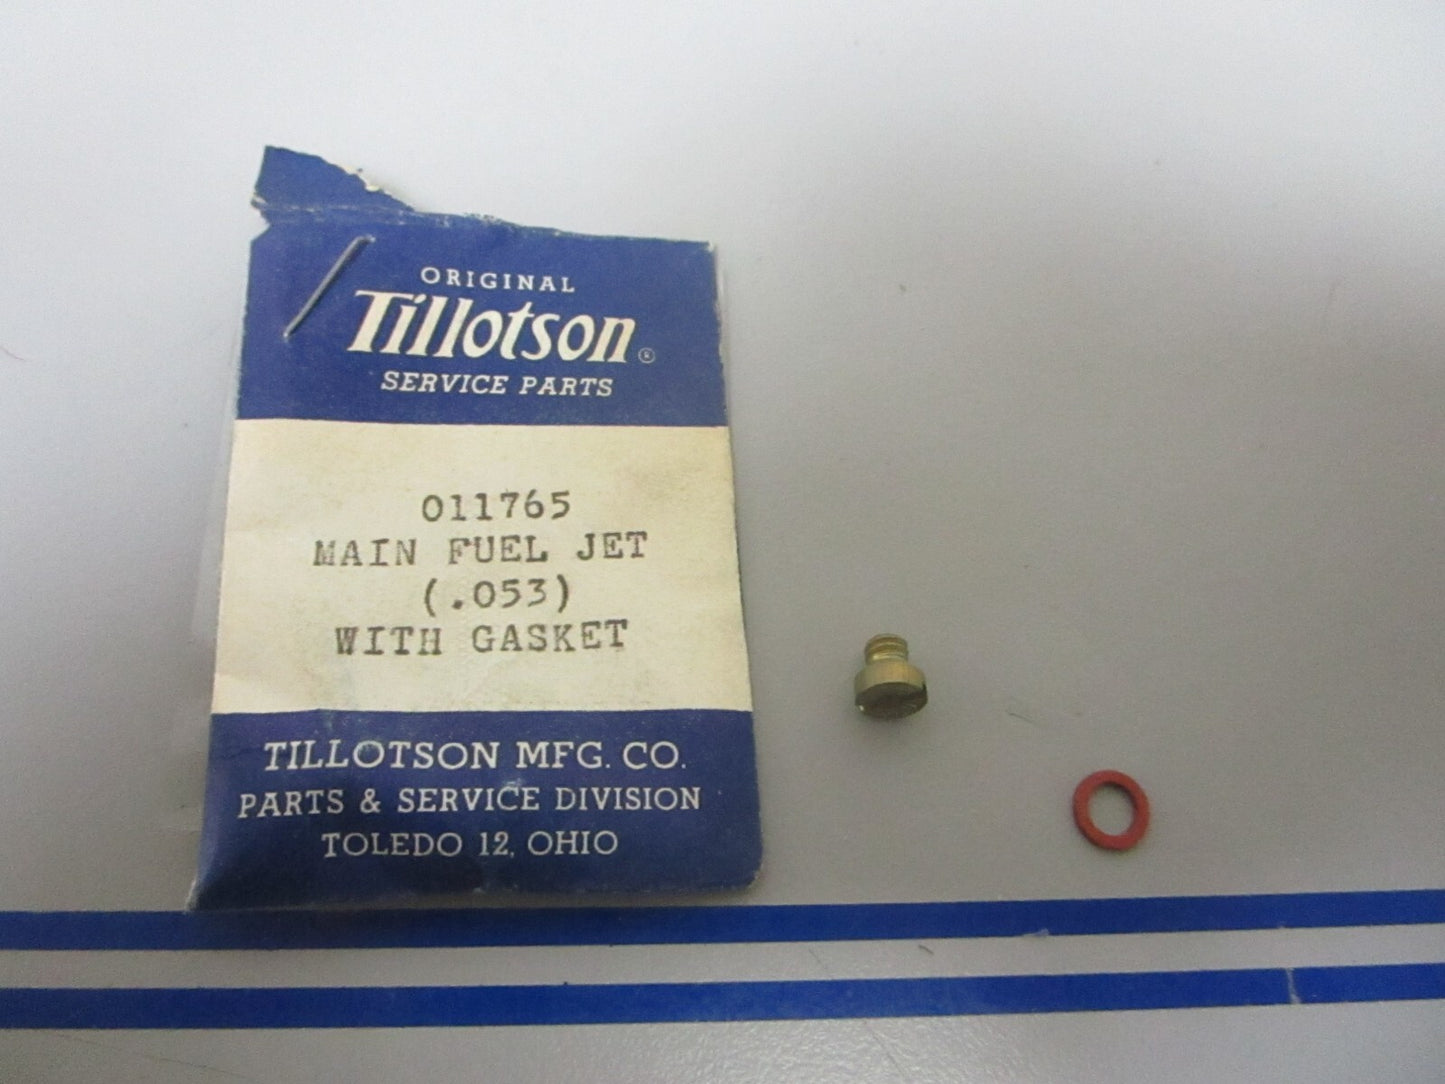 ORIGINAL
Tillotson ®
SERVICE PARTS
011765
MAIN FUEL JET
(.053)
WITH GASKET
TILLOTSON MFG. CO.
PARTS & SERVICE DIVISION
TOLEDO 12, OHIO